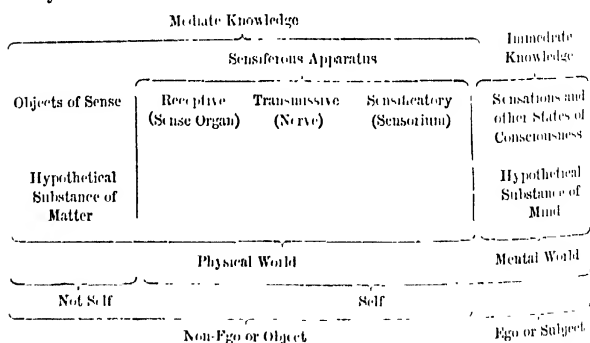 Mediate Knowledge
Immediate
Knowledge
Sensiferous Apparatus
Objects of Sense Receptive Transmissive Sensificatory Sensations and
(Sense Organ) (Nerve) (Sensorium) other States of
Consciousness
Hypothetical Hypothetical
Substance of Substance of
Matter Mind
Physical World Mental World
Not Self Self
Non-Ego or Object Ego or Subject